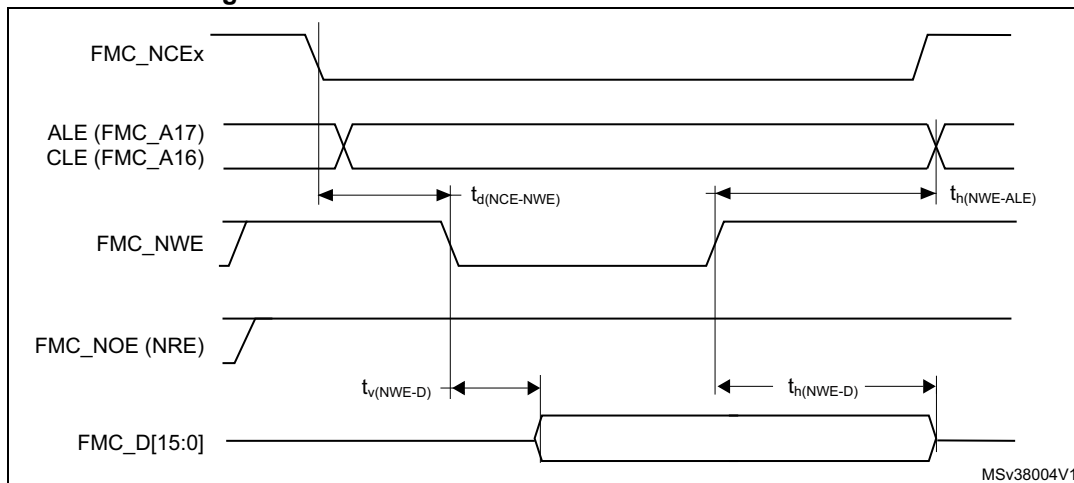 FMC_NCEx
ALE (FMC_A17)
CLE (FMC_A16)
td(NCE-NWE)
th(NWE-ALE)
FMC_NWE
FMC_NOE (NRE)
tv(NWE-D)
th(NWE-D)
FMC_D[15:0]
MSv38004V1